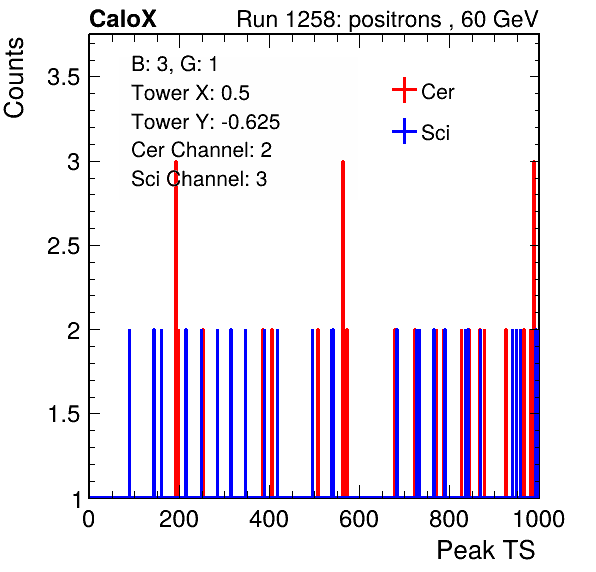 CaloX Run 1258: positrons , 60 GeV
Counts
B: 3, G: 1
Tower X: 0.5
Tower Y: -0.625
Cer Channel: 2
Sci Channel: 3
Cer
Sci
3.5
3
2.5
2
1.5
1
0 200 400 600 800 1000
Peak TS